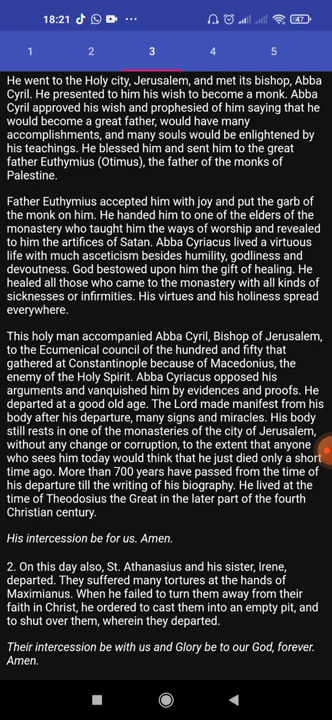 18:21
47
1 2 3 4 5
He went to the Holy city, Jerusalem, and met its bishop, Abba
Cyril. He presented to him his wish to become a monk. Abba
Cyril approved his wish and prophesied of him saying that he
would become a great father, would have many
accomplishments, and many souls would be enlightened by
his teachings. He blessed him and sent him to the great
father Euthymius (Otimus), the father of the monks of
Palestine.
Father Euthymius accepted him with joy and put the garb of
the monk on him. He handed him to one of the elders of the
monastery who taught him the ways of worship and revealed
to him the artifices of Satan. Abba Cyriacus lived a virtuous
life with much asceticism besides humility, godliness and
devoutness. God bestowed upon him the gift of healing. He
healed all those who came to the monastery with all kinds of
sicknesses or infirmities. His virtues and his holiness spread
everywhere.
This holy man accompanied Abba Cyril, Bishop of Jerusalem,
to the Ecumenical council of the hundred and fifty that
gathered at Constantinople because of Macedonius, the
enemy of the Holy Spirit. Abba Cyriacus opposed his
arguments and vanquished him by evidences and proofs. He
departed at a good old age. The Lord made manifest from his
body after his departure, many signs and miracles. His body
still rests in one of the monasteries of the city of Jerusalem,
without any change or corruption, to the extent that anyone
who sees him today would think that he just died only a short
time ago. More than 700 years have passed from the time of
his departure till the writing of his biography. He lived at the
time of Theodosius the Great in the later part of the fourth
Christian century.
His intercession be for us. Amen.
2. On this day also, St. Athanasius and his sister, Irene,
departed. They suffered many tortures at the hands of
Maximianus. When he failed to turn them away from their
faith in Christ, he ordered to cast them into an empty pit, and
to shut over them, wherein they departed.
Their intercession be with us and Glory be to our God, forever.
Amen.